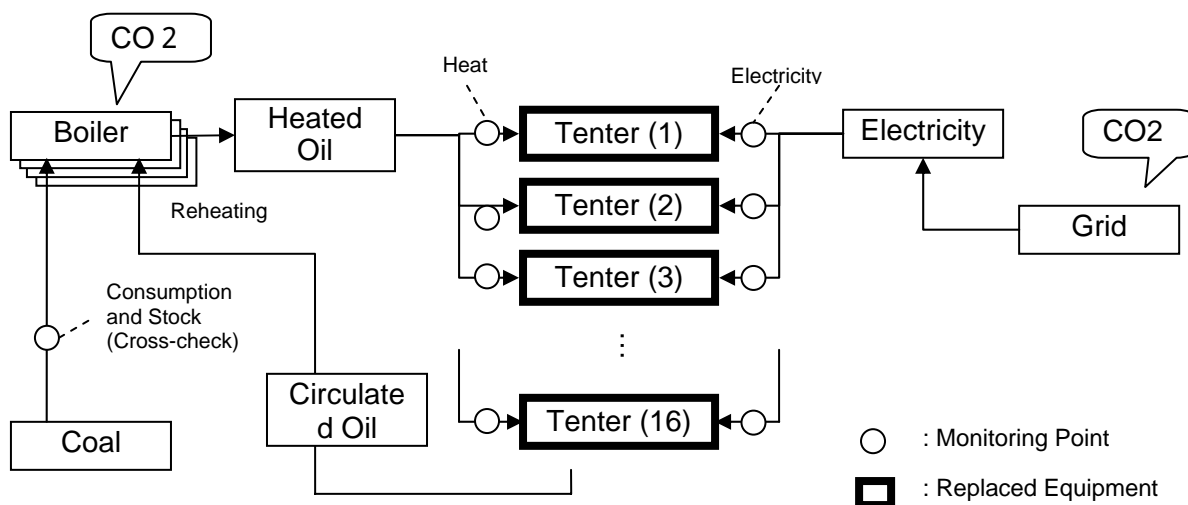 CO 2
Heat
Electricity
Boiler
Heated
Oil
Tenter (1)
Electricity
CO2
Reheating
Tenter (2)
Grid
Tenter (3)
Consumption
and Stock
(Cross-check)
⋮
Circulate
d Oil
Tenter (16)
Coal
: Monitoring Point
: Replaced Equipment